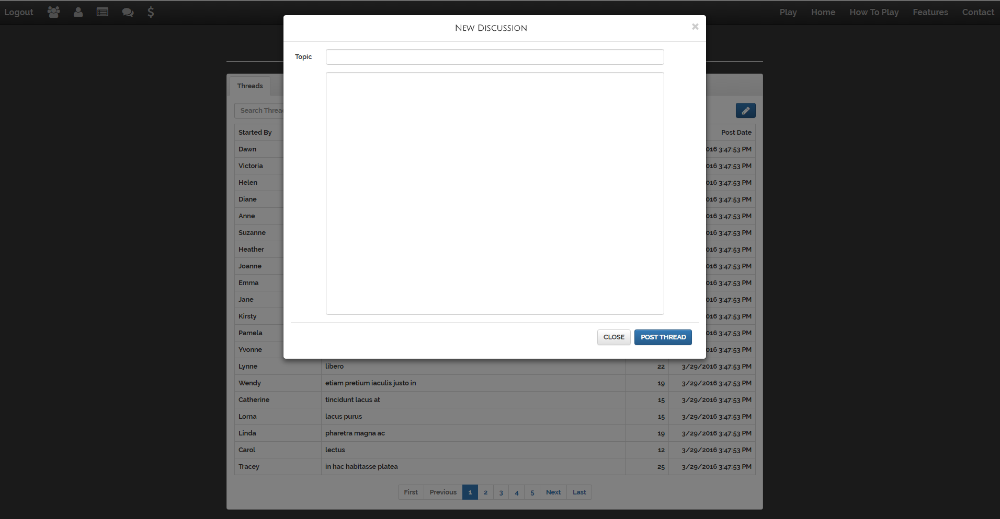 Logout Play Home How To Play Features Contact
New Discussion
Topic
Threads
Search Threa
Started By Post Date
Dawn 016 3:47:53 PM
Victoria 016 3:47:53 PM
Helen 016 3:47:53 PM
Diane 016 3:47:53 PM
Anne 016 3:47:53 PM
Suzanne 016 3:47:53 PM
Heather 016 3:47:53 PM
Joanne 016 3:47:53 PM
Emma 016 3:47:53 PM
Jane 016 3:47:53 PM
Kirsty 016 3:47:53 PM
Pamela 016 3:47:53 PM
CLOSE POST THREAD
Yvonne 016 3:47:53 PM
Lynne libero 22 3/29/2016 3:47:53 PM
Wendy etiam pretium iaculis justo in 19 3/29/2016 3:47:53 PM
Catherine tincidunt lacus at 15 3/29/2016 3:47:53 PM
Lorna lacus purus 15 3/29/2016 3:47:53 PM
Linda pharetra magna ac 19 3/29/2016 3:47:53 PM
Carol lectus 12 3/29/2016 3:47:53 PM
Tracey in hac habitasse platea 25 3/29/2016 3:47:53 PM
First Previous 1 2 3 4 5 Next Last